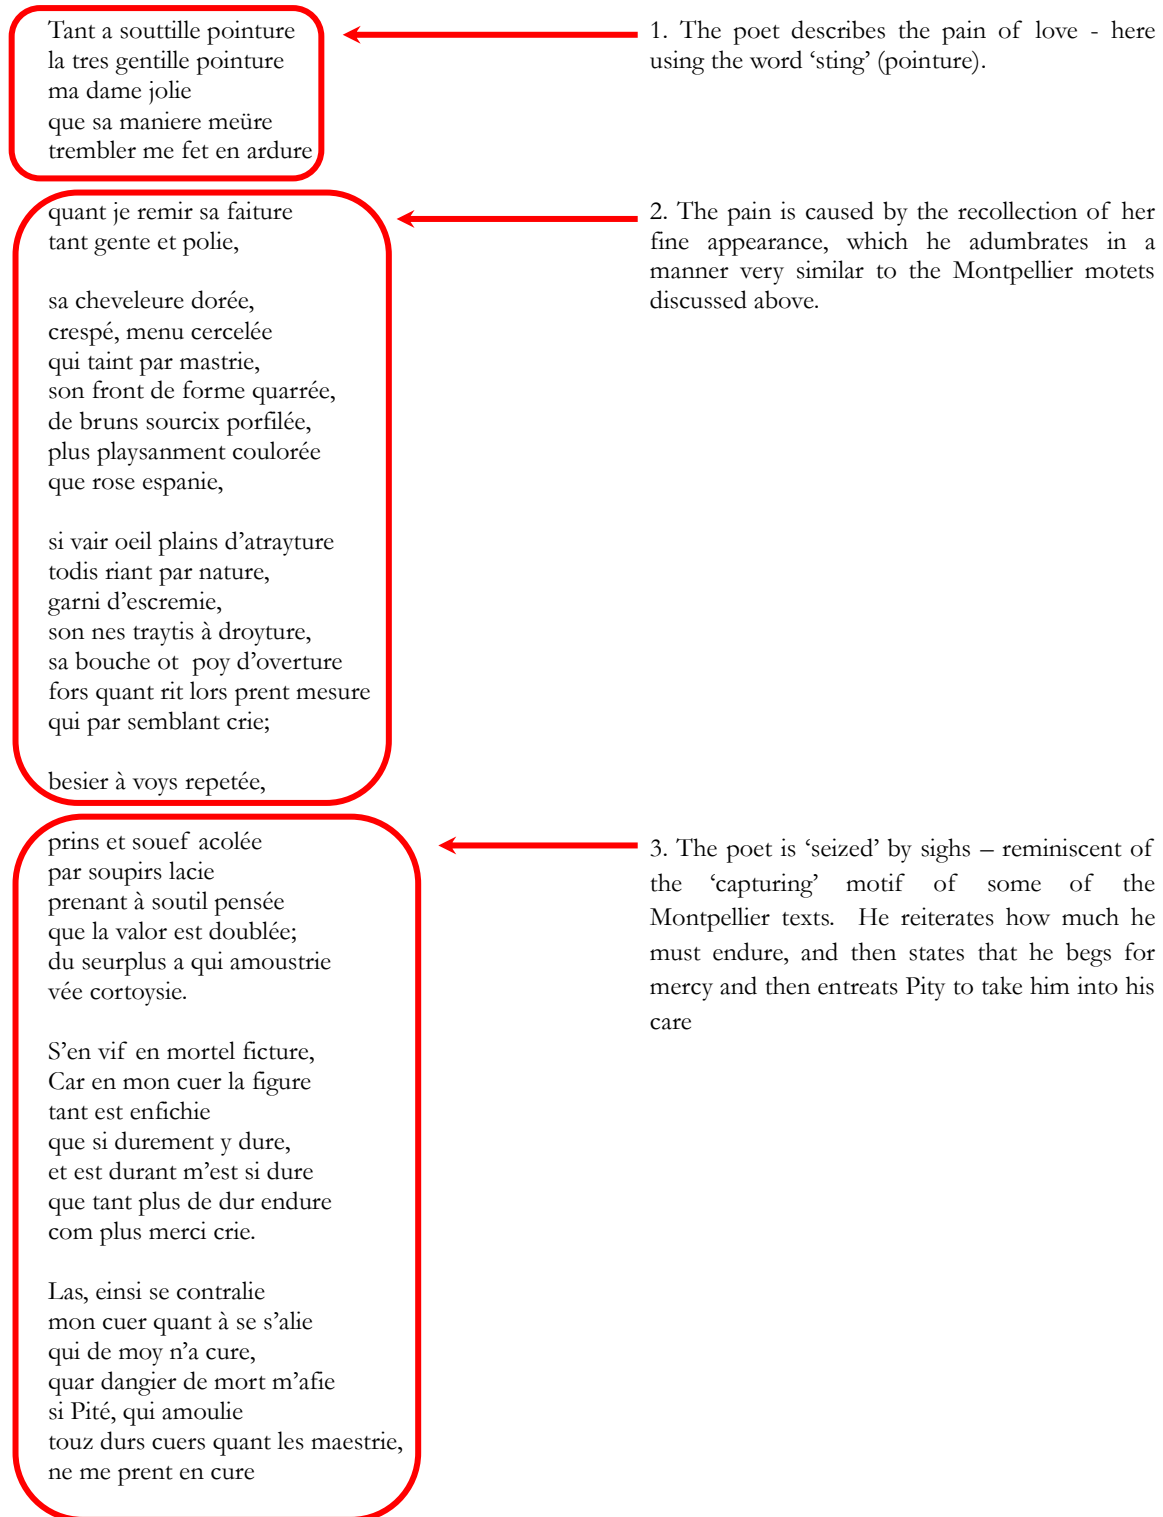 Tant a souttille pointure
la tres gentille pointure
ma dame jolie
que sa maniere meüre
trembler me fet en ardure
1. The poet describes the pain of love - here
using the word ‘sting’ (pointure).
quant je remir sa faiture
tant gente et polie,
sa cheveleure dorée,
crespé, menu cercelée
qui taint par mastrie,
son front de forme quarrée,
de bruns sourcix porfilée,
plus playsanment coulorée
que rose espanie,
si vair oeil plains d’atrayture
todis riant par nature,
garni d’escremie,
son nes traytis à droyture,
sa bouche ot poy d’overture
fors quant rit lors prent mesure
qui par semblant crie;
besier à voys repetée,
2. The pain is caused by the recollection of her
fine appearance, which he adumbrates in a
manner very similar to the Montpellier motets
discussed above.
prins et souef acolée
par soupirs lacie
prenant à soutil pensée
que la valor est doublée;
du seurplus a qui amoustrie
vée cortoysie.
S’en vif en mortel ficture,
Car en mon cuer la figure
tant est enfichie
que si durement y dure,
et est durant m’est si dure
que tant plus de dur endure
com plus merci crie.
Las, einsi se contralie
mon cuer quant à se s’alie
qui de moy n’a cure,
quar dangier de mort m’afie
si Pité, qui amoulie
touz durs cuers quant les maestrie,
ne me prent en cure
3. The poet is ‘seized’ by sighs – reminiscent of
the ‘capturing’ motif of some of the
Montpellier texts. He reiterates how much he
must endure, and then states that he begs for
mercy and then entreats Pity to take him into his
care